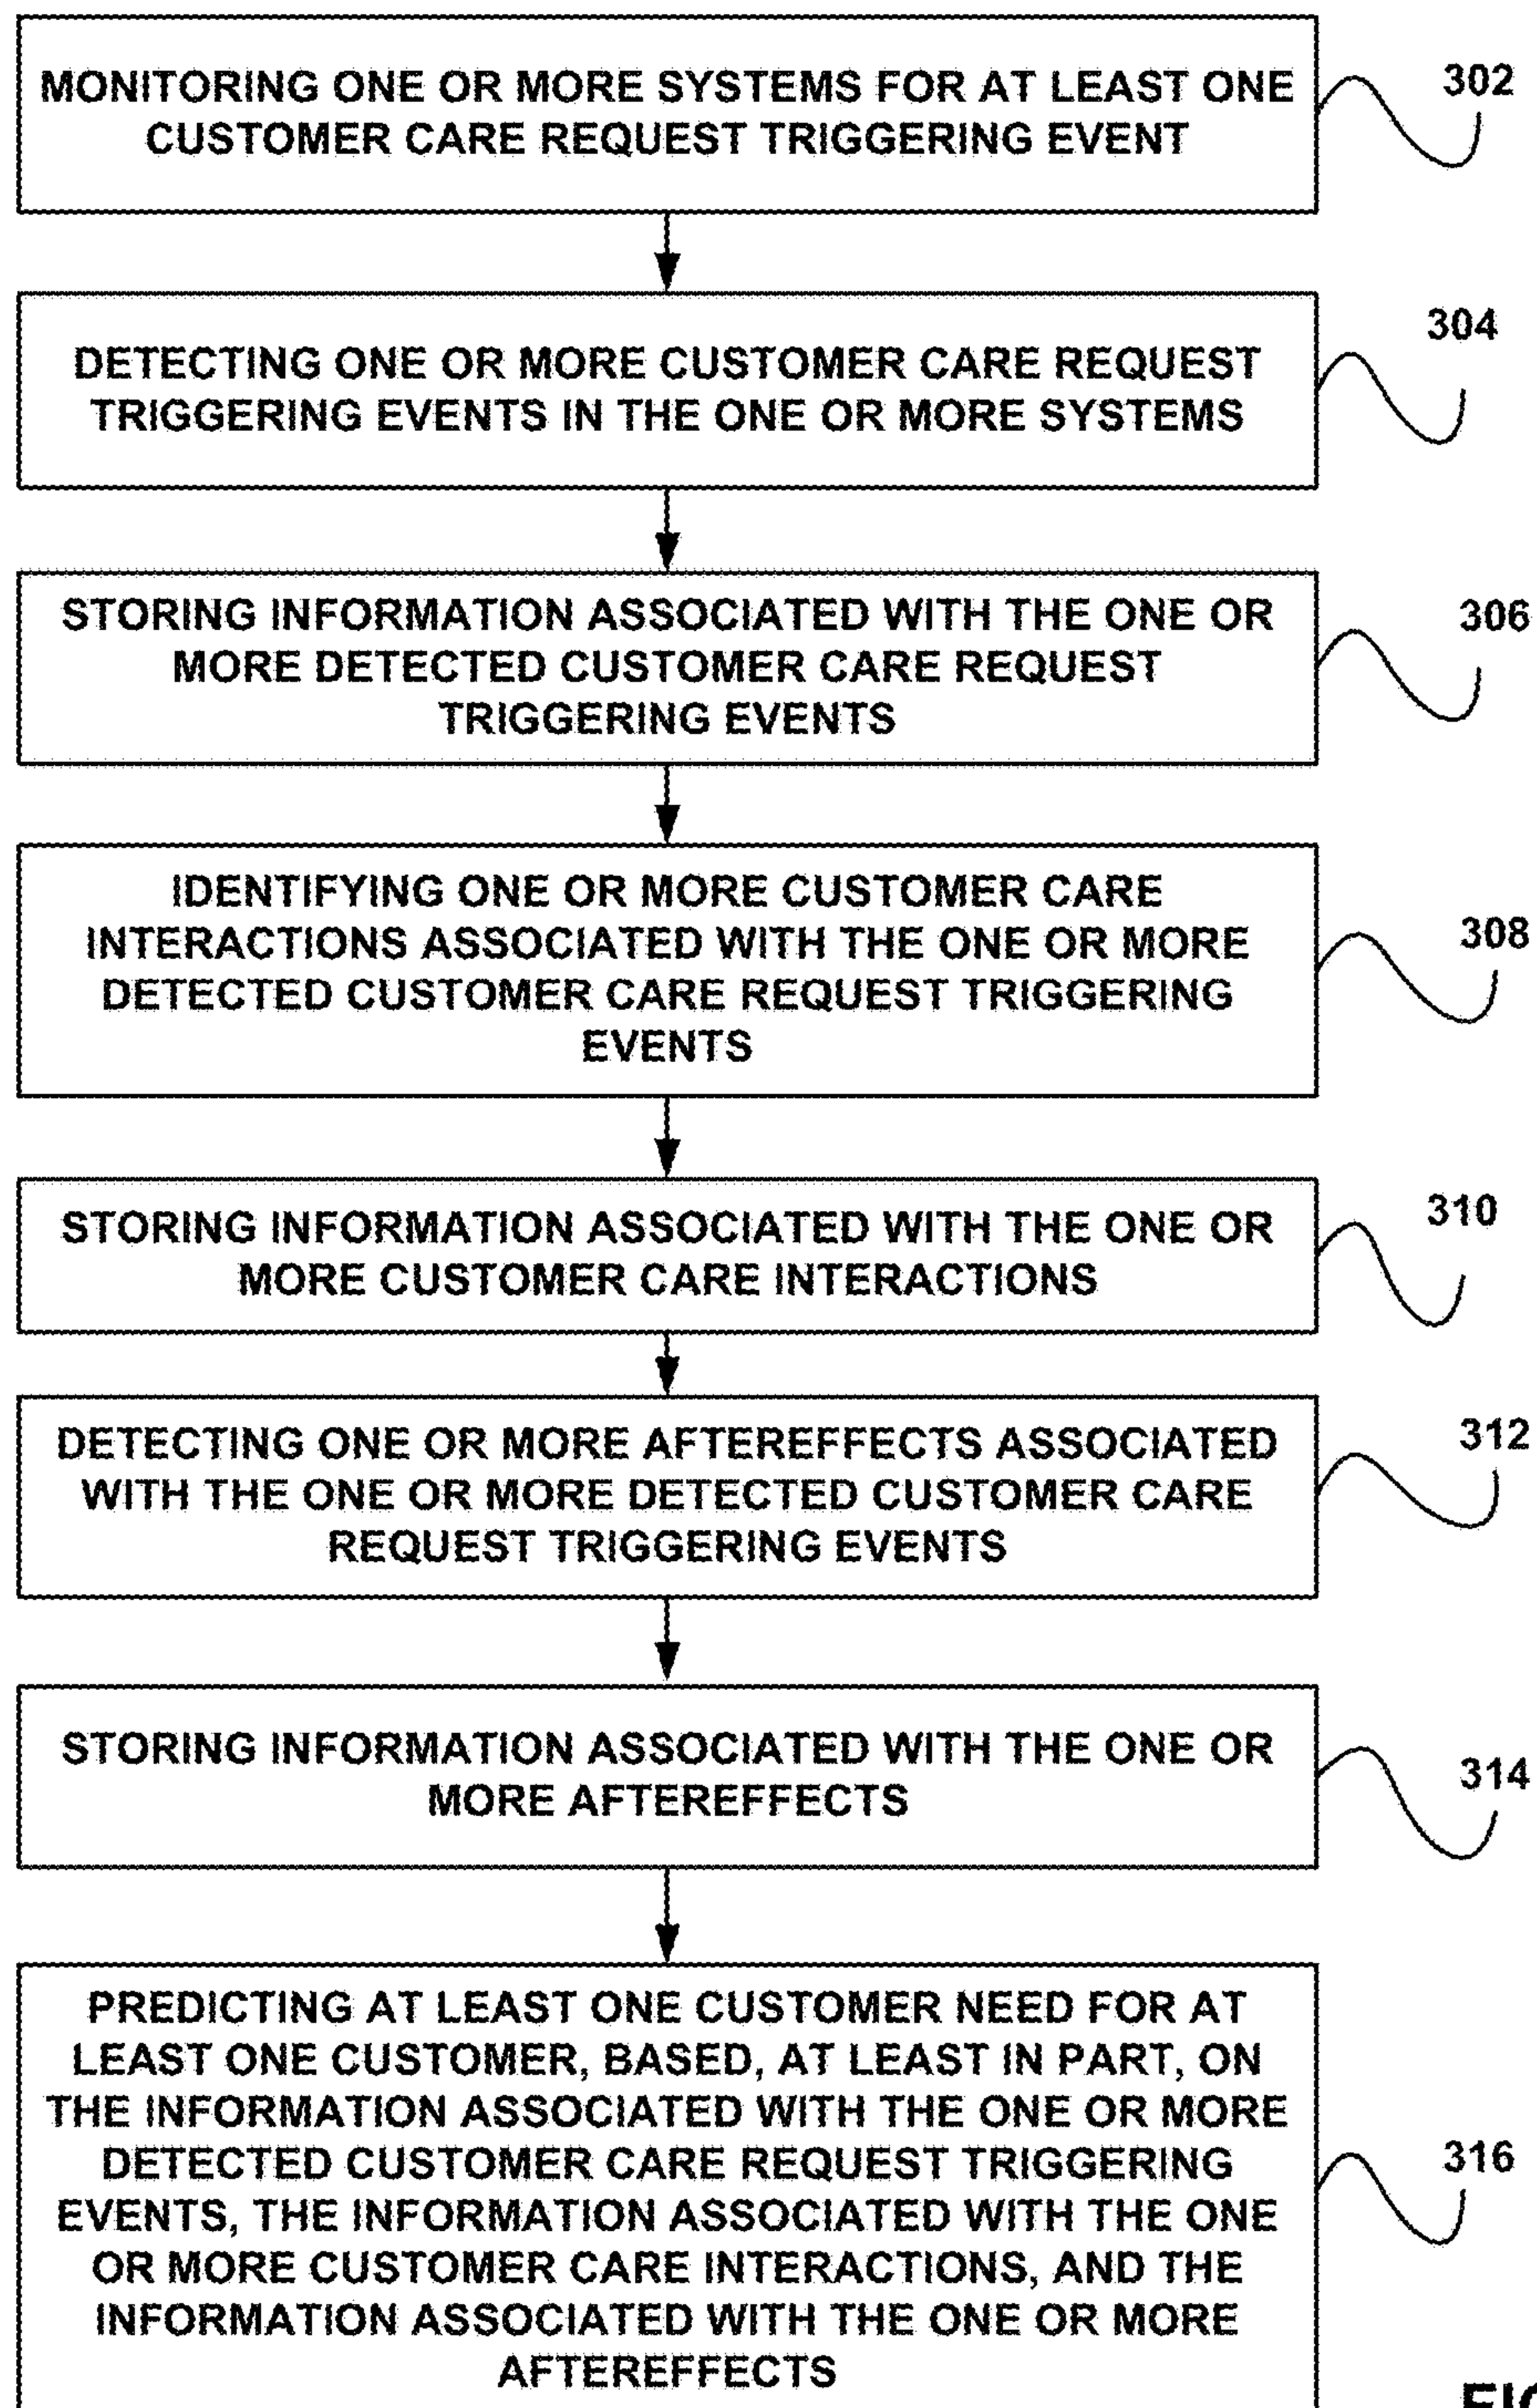 MONITORING ONE OR MORE SYSTEMS FOR AT LEAST ONE
CUSTOMER CARE REQUEST TRIGGERING EVENT
302
DETECTING ONE OR MORE CUSTOMER CARE REQUEST
TRIGGERING EVENTS IN THE ONE OR MORE SYSTEMS
304
STORING INFORMATION ASSOCIATED WITH THE ONE OR
MORE DETECTED CUSTOMER CARE REQUEST
TRIGGERING EVENTS
306
IDENTIFYING ONE OR MORE CUSTOMER CARE
INTERACTIONS ASSOCIATED WITH THE ONE OR MORE
DETECTED CUSTOMER CARE REQUEST TRIGGERING
EVENTS
308
STORING INFORMATION ASSOCIATED WITH THE ONE OR
MORE CUSTOMER CARE INTERACTIONS
310
DETECTING ONE OR MORE AFTEREFFECTS ASSOCIATED
WITH THE ONE OR MORE DETECTED CUSTOMER CARE
REQUEST TRIGGERING EVENTS
312
STORING INFORMATION ASSOCIATED WITH THE ONE OR
MORE AFTEREFFECTS
314
PREDICTING AT LEAST ONE CUSTOMER NEED FOR AT
LEAST ONE CUSTOMER, BASED, AT LEAST IN PART, ON
THE INFORMATION ASSOCIATED WITH THE ONE OR MORE
DETECTED CUSTOMER CARE REQUEST TRIGGERING
EVENTS, THE INFORMATION ASSOCIATED WITH THE ONE
OR MORE CUSTOMER CARE INTERACTIONS, AND THE
INFORMATION ASSOCIATED WITH THE ONE OR MORE
AFTEREFFECTS
316